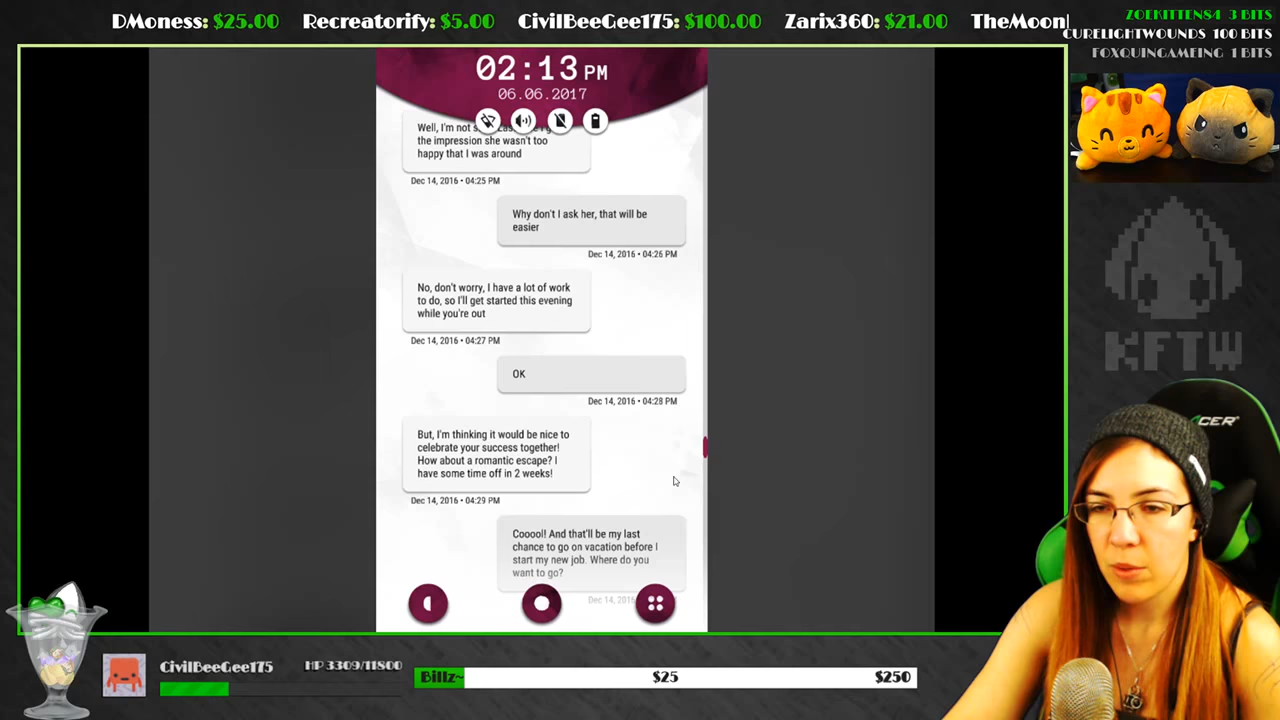 DMoness: $25.00 Recreatorify: $5.00 CivilBeeGee175: $100.00 Zarix360: $21.00 TheMoon
ZOEKITTENS4 3 BITS
CURELIGHTWOUNDS 100 BITS
FOXQUINGAMEING 1 BITS
02:13 PM
06.06.2017
Well, I'm not
the impression she wasn't too
happy that I was around
Dec 14, 2016 • 04:25 PM
Why don't I ask her, that will be
easier
Dec 14, 2016 • 04:26 PM
No, don't worry, I have a lot of work
to do, so I'll get started this evening
while you're out
Dec 14, 2016 • 04:27 PM
OK
Dec 14, 2016 • 04:28 PM
But, I'm thinking it would be nice to
celebrate your success together!
How about a romantic escape? I
have some time off in 2 weeks!
Dec 14, 2016 • 04:29 PM
Cooool! And that'll be my last
chance to go on vacation before I
start my new job. Where do you
want to go?
Dec 14, 2016
KFTW
ACER
CivilBeeGee175 HP 3309/11800
Billz~ $25 $250